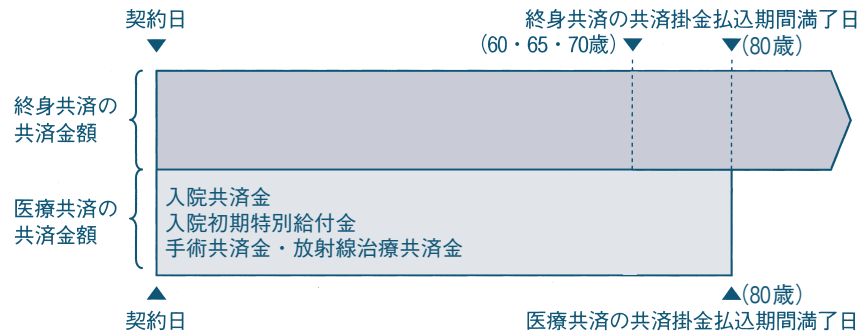 契約日
終身共済の共済掛金払込期間満了日
(60・65・70歳)
(80歳)
終身共済の
共済金額
医療共済の
共済金額
入院共済金
入院初期特別給付金
手術共済金・放射線治療共済金
(80歳)
契約日
医療共済の共済掛金払込期間満了日